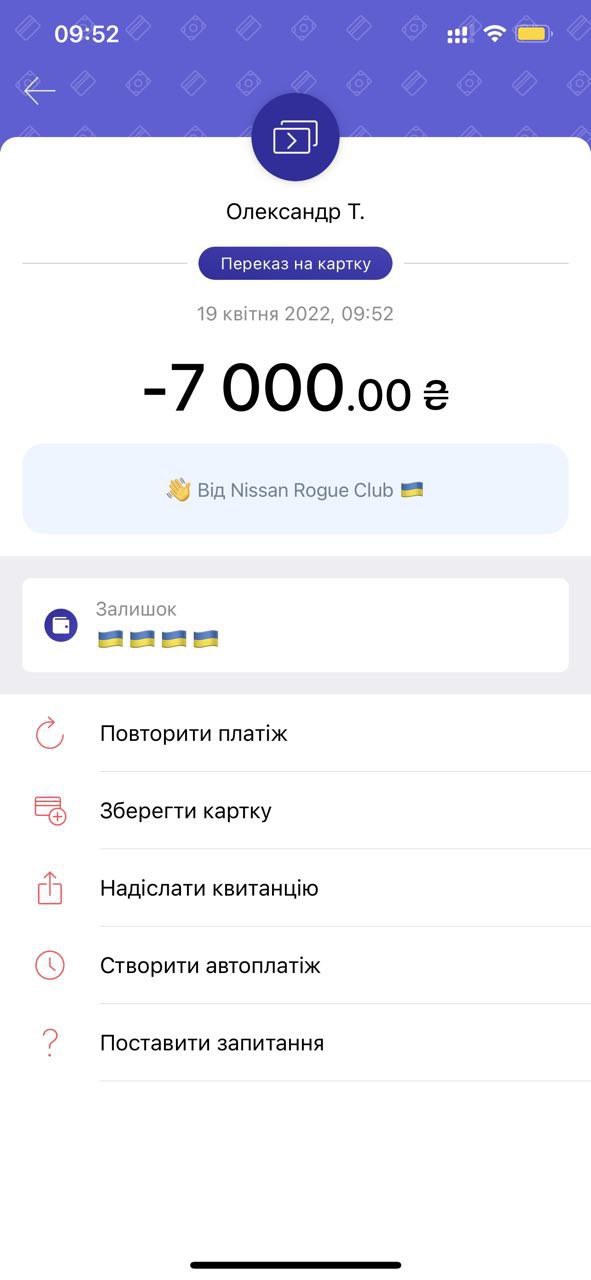 09:52
Олександр Т.
Переказ на картку
19 квітня 2022, 09:52
-7 000.00 ₴
👋 Від Nissan Rogue Club 🇺🇦
Залишок
🇺🇦 🇺🇦 🇺🇦 🇺🇦
Повторити платіж
Зберегти картку
Надіслати квитанцію
Створити автоплатіж
Поставити запитання